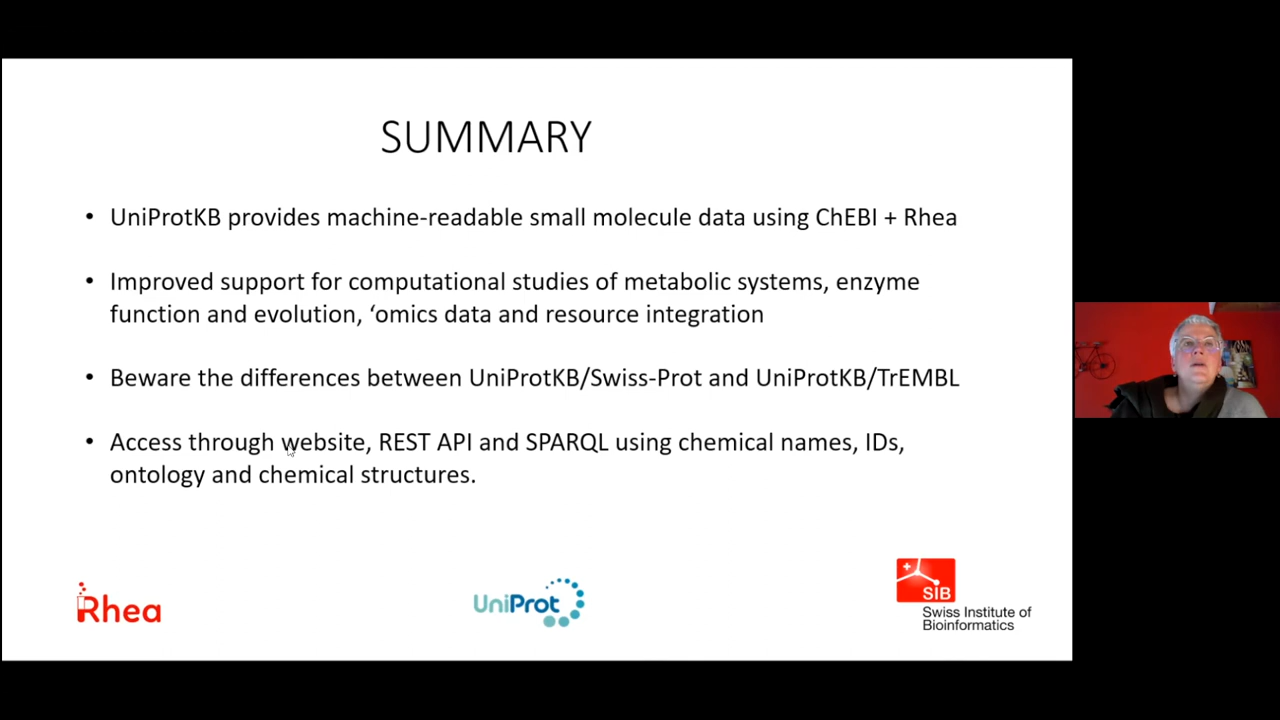 SUMMARY
• UniProtKB provides machine-readable small molecule data using ChEBI + Rhea
• Improved support for computational studies of metabolic systems, enzyme
function and evolution, ‘omics data and resource integration
• Beware the differences between UniProtKB/Swiss-Prot and UniProtKB/TrEMBL
• Access through website, REST API and SPARQL using chemical names, IDs,
ontology and chemical structures.
Rhea
UniProt
SIB
Swiss Institute of
Bioinformatics